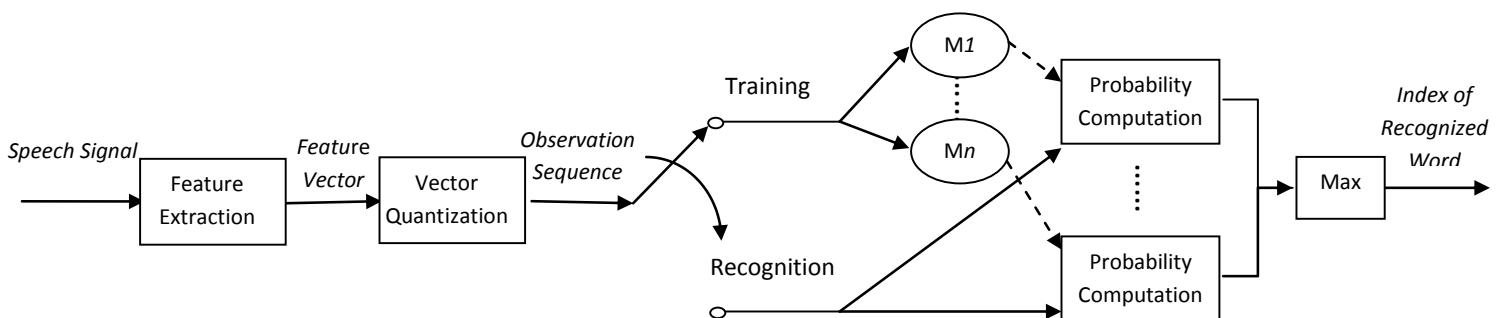 Speech Signal
Feature
Extraction
Feature
Vector
Vector
Quantization
Observation
Sequence
Training
Recognition
M1
Mn
Probability
Computation
Probability
Computation
Max
Index of
Recognized
Word